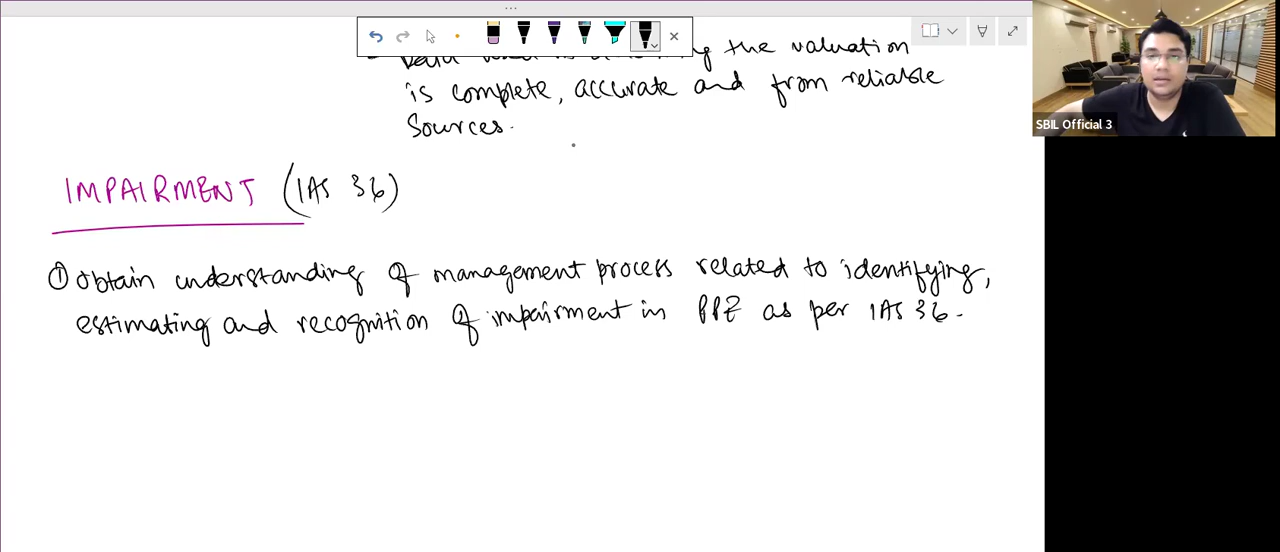 the valuation
is complete, accurate and from reliable
Sources.
SBIL Official 3
IMPAIRMENT (IAS 36)
① Obtain understanding of management process related to identifying,
estimating and recognition of impairment in PPE as per IAS 36.